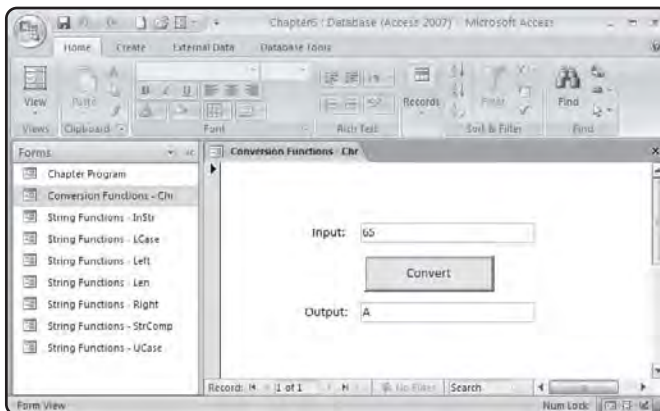 Chapter6 : Database (Access 2007) - Microsoft Access
Home Create External Data Database Tools
View
Paste
Records
Filter
Find
Views Clipboard Font Rich Text Sort & Filter Find
Forms
Chapter Program
Conversion Functions - Chr
String Functions - InStr
String Functions - LCase
String Functions - Left
String Functions - Len
String Functions - Right
String Functions - StrComp
String Functions - UCase
Conversion Functions - Chr
Input: 65
Convert
Output: A
Record: 1 of 1 No Filter Search
Form View Num Lock